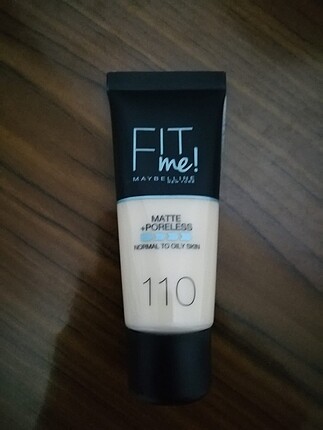 FIT
me!
MAYBELLINE
NEW YORK
MATTE
+PORELESS
NORMAL TO OILY SKIN
110